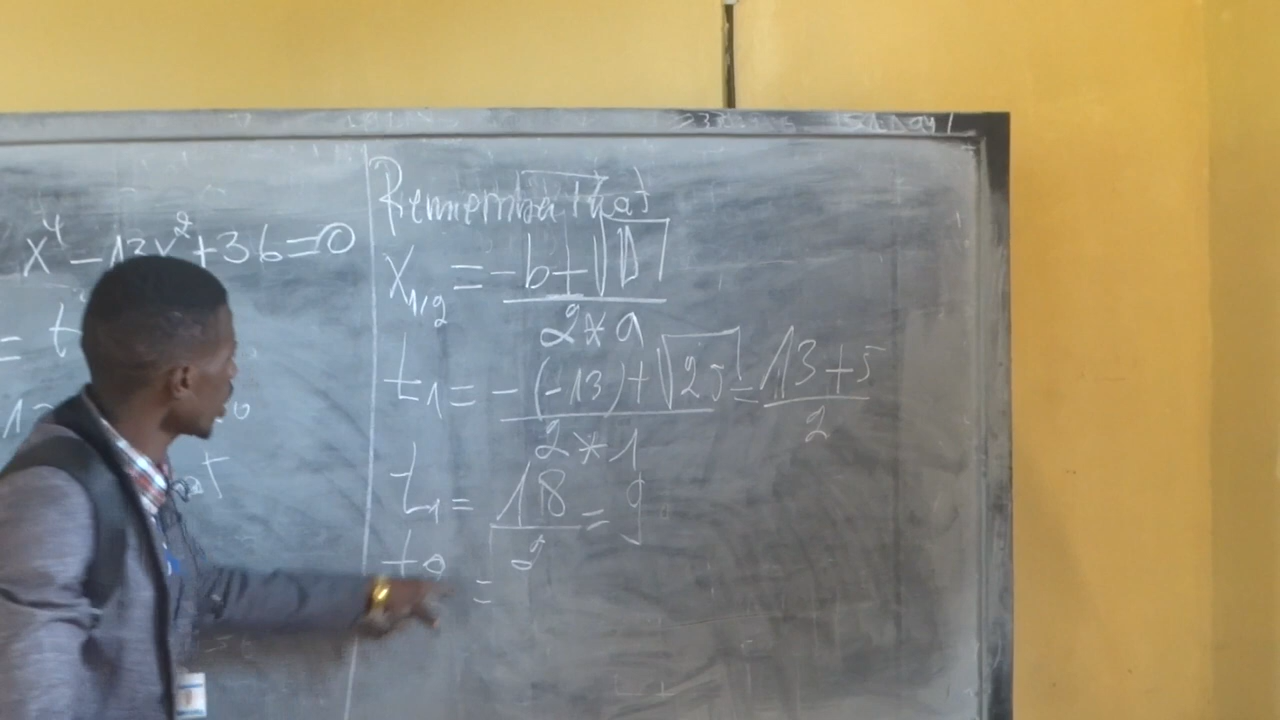 x⁴ - 13x² + 36 = 0
= t
Remember that
X₁,₂ = -b ± √D / 2 * a
t₁ = -(-13) + √25 / 2 * 1 = 13 + 5 / 2
t₁ = 18 / 2 = 9
t₂ =